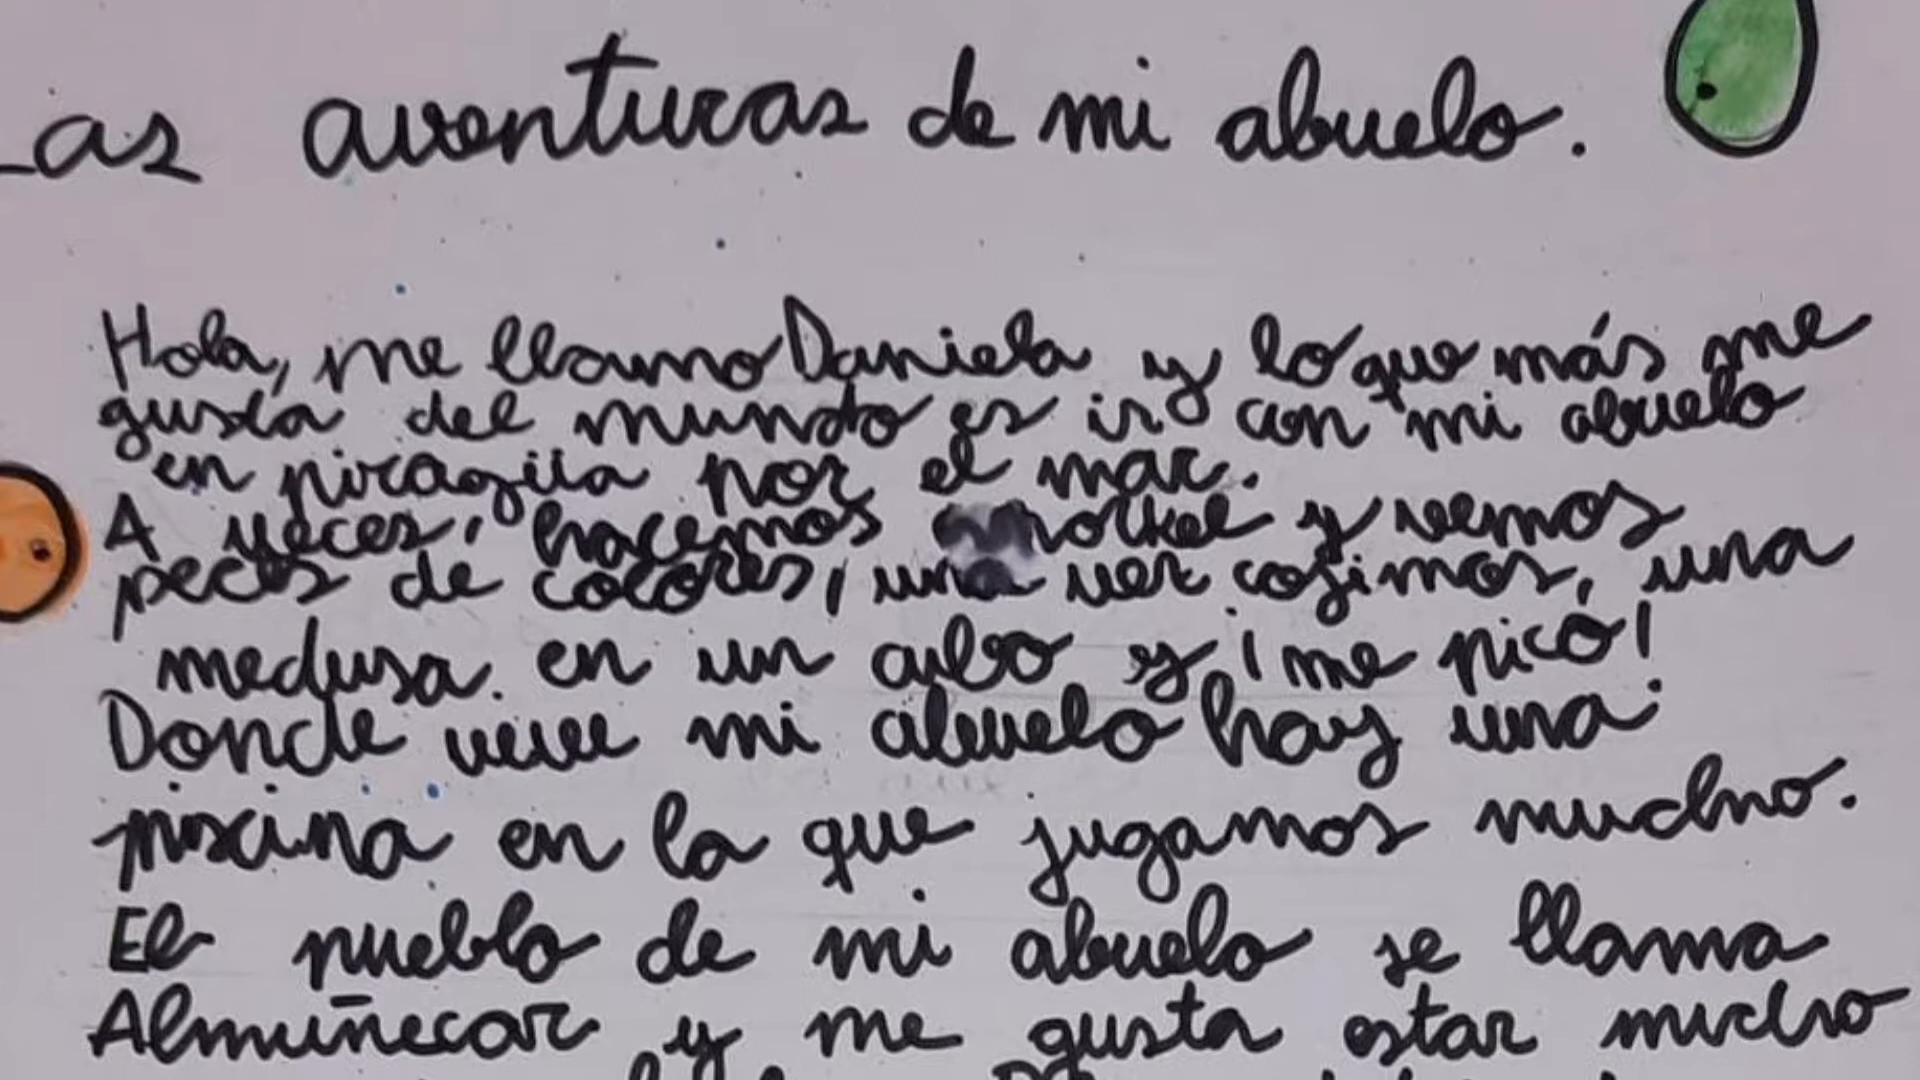 Las aventuras de mi abuelo.
Hola, me llamo Daniela y lo que más me
gusta del mundo es ir con mi abuelo
en piragüa por el mar.
A veces, hacemos y vemos
peces de colores, una vez cojimos, una
medusa. en un cubo y ¡me picó!
Donde vive mi abuelo hay una
piscina en la que jugamos mucho.
El pueblo de mi abuelo se llama
Almuñecar y me gusta estar mucho